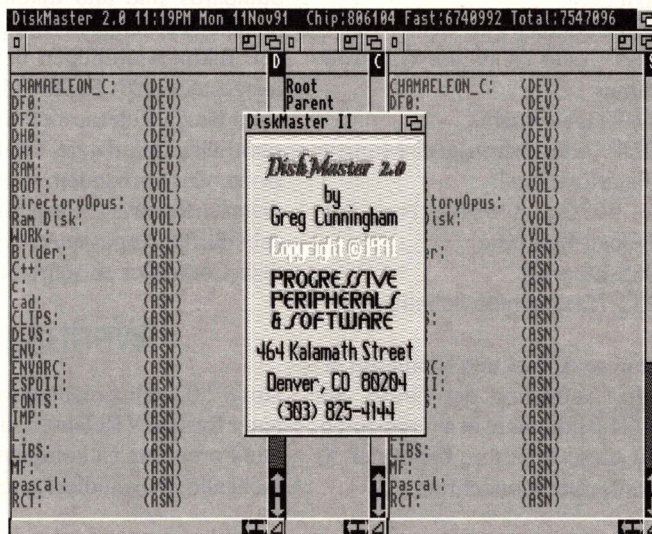 DiskMaster 2.0 11:19PM Mon 11Nov91 Chip:806104 Fast:6740992 Total:7547096
D
CHAMAELEON_C: (DEV)
DF0: (DEV)
DF2: (DEV)
DH0: (DEV)
DH1: (DEV)
RAM: (DEV)
BOOT: (VOL)
DirectoryOpus: (VOL)
Ram Disk: (VOL)
WORK: (VOL)
Bilder: (ASN)
C++: (ASN)
c: (ASN)
cad: (ASN)
CLIPS: (ASN)
DEVS: (ASN)
ENV: (ASN)
ENVARC: (ASN)
ESPOII: (ASN)
FONTS: (ASN)
IMP: (ASN)
L: (ASN)
LIBS: (ASN)
MF: (ASN)
pascal: (ASN)
RCT: (ASN)
C
Root
Parent
DiskMaster II
DiskMaster 2.0
by
Greg Cunningham
Copyright © 1991
PROGRESSIVE
PERIPHERALS
& SOFTWARE
464 Kalamath Street
Denver, CO 80204
(303) 825-4144
S
CHAMAELEON_C: (DEV)
DF0: (DEV)
(DEV)
(DEV)
(DEV)
(DEV)
(VOL)
ctoryOpus: (VOL)
Disk: (VOL)
(VOL)
er: (ASN)
(ASN)
(ASN)
(ASN)
S: (ASN)
(ASN)
(ASN)
RC: (ASN)
II: (ASN)
S: (ASN)
(ASN)
L: (ASN)
LIBS: (ASN)
MF: (ASN)
pascal: (ASN)
RCT: (ASN)